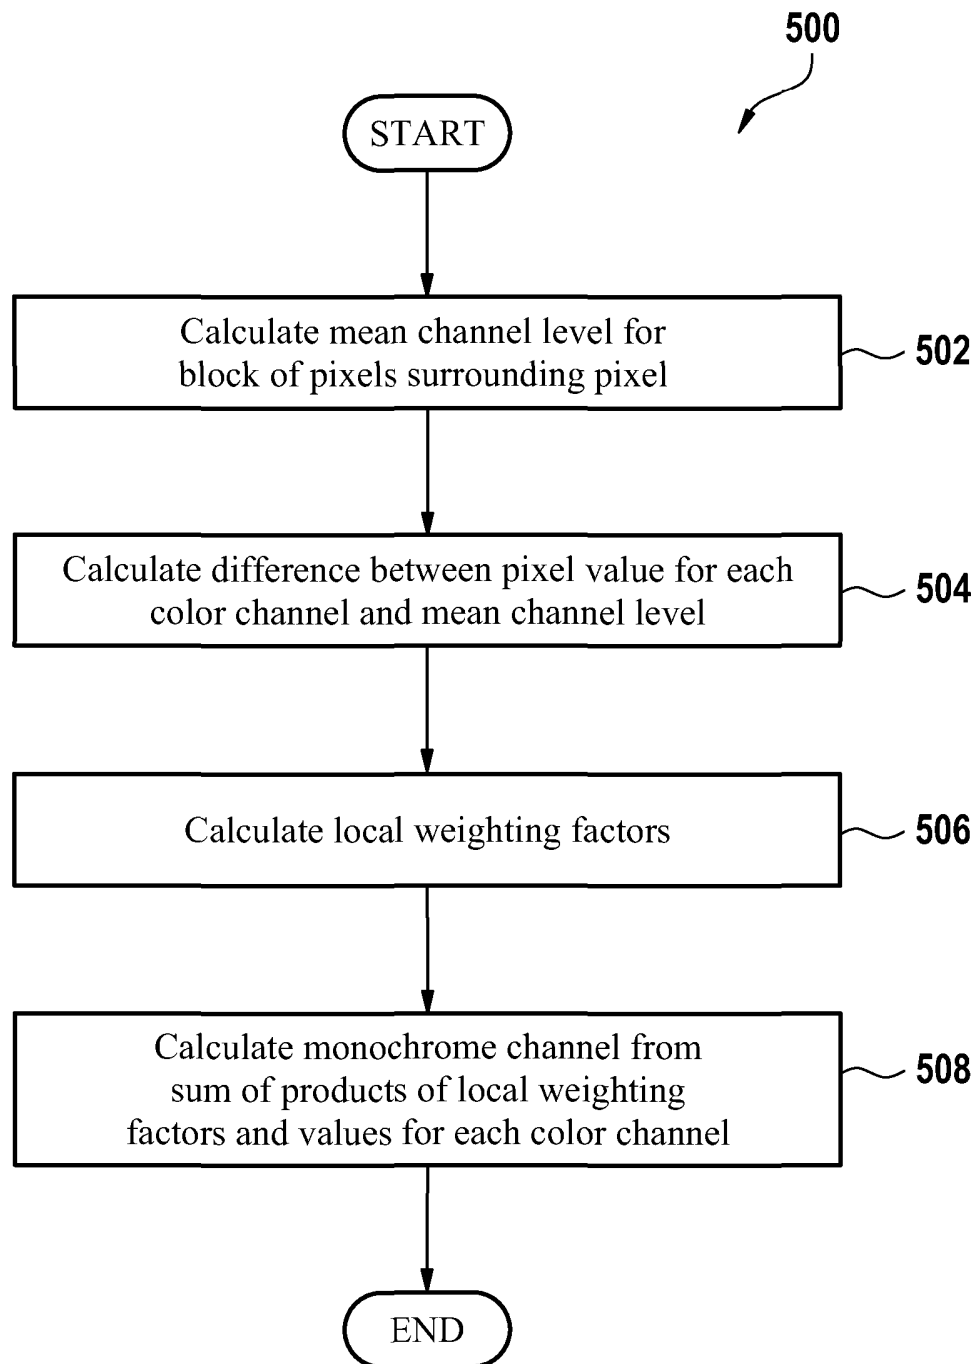 500
START
Calculate mean channel level for
block of pixels surrounding pixel
502
Calculate difference between pixel value for each
color channel and mean channel level
504
Calculate local weighting factors
506
Calculate monochrome channel from
sum of products of local weighting
factors and values for each color channel
508
END